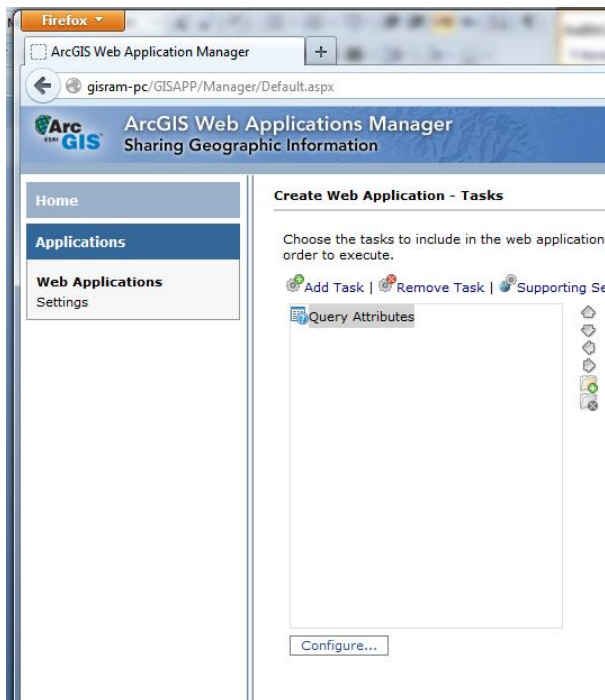 Firefox
ArcGIS Web Application Manager
+
gisram-pc/GISAPP/Manager/Default.aspx
Arc
ESRI GIS
ArcGIS Web Applications Manager
Sharing Geographic Information
Home
Applications
Web Applications
Settings
Create Web Application - Tasks
Choose the tasks to include in the web application
order to execute.
Add Task | Remove Task | Supporting Se
Query Attributes
Configure...